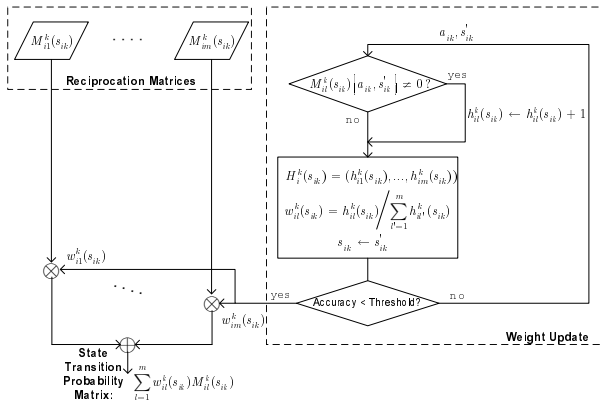 M^k_{i1}(s_{ik}) . . . . M^k_{im}(s_{ik})
Reciprocation Matrices
a_{ik}, s'_{ik}
M^k_{il}(s_{ik})[a_{ik}, s'_{ik}] ≠ 0 ?
yes
no
h^k_{il}(s_{ik}) ← h^k_{il}(s_{ik}) + 1
H^k_i(s_{ik}) = (h^k_{i1}(s_{ik}), ..., h^k_{im}(s_{ik}))
w^k_{il}(s_{ik}) = h^k_{il}(s_{ik}) / ∑^m_{l'=1} h^k_{il'}(s_{ik})
s_{ik} ← s'_{ik}
w^k_{i1}(s_{ik})
. . . .
w^k_{im}(s_{ik})
yes
Accuracy < Threshold?
no
Weight Update
State
Transition
Probability
Matrix:
∑^m_{l=1} w^k_{il}(s_{ik}) M^k_{il}(s_{ik})